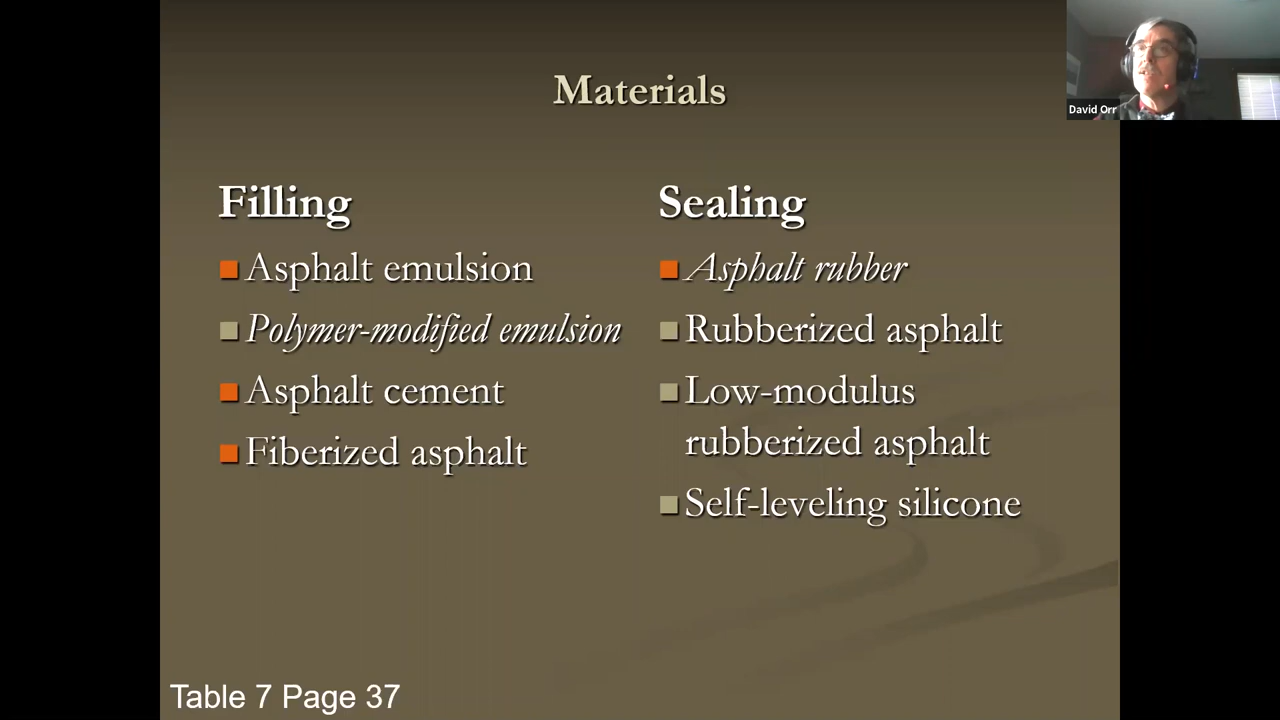 Materials
David Orr
Filling
Asphalt emulsion
Polymer-modified emulsion
Asphalt cement
Fiberized asphalt
Sealing
Asphalt rubber
Rubberized asphalt
Low-modulus
rubberized asphalt
Self-leveling silicone
Table 7 Page 37